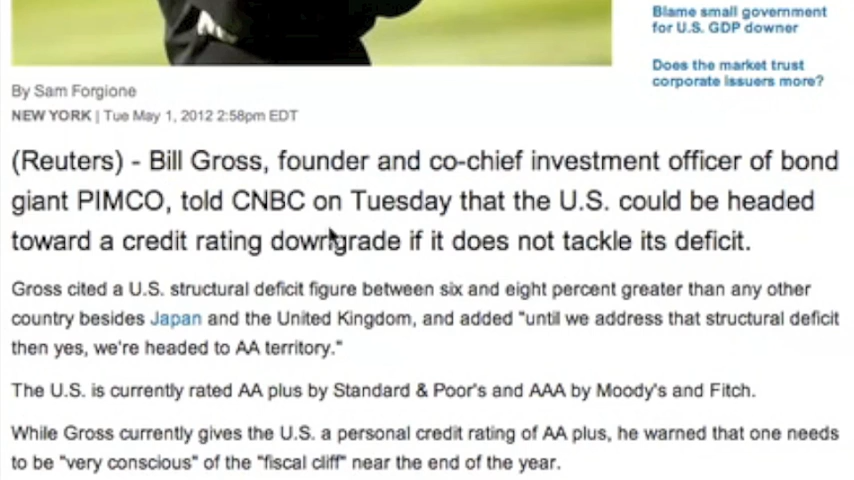 Blame small government
for U.S. GDP downer
Does the market trust
corporate issuers more?
By Sam Forgione
NEW YORK | Tue May 1, 2012 2:58pm EDT
(Reuters) - Bill Gross, founder and co-chief investment officer of bond
giant PIMCO, told CNBC on Tuesday that the U.S. could be headed
toward a credit rating downgrade if it does not tackle its deficit.
Gross cited a U.S. structural deficit figure between six and eight percent greater than any other
country besides Japan and the United Kingdom, and added "until we address that structural deficit
then yes, we're headed to AA territory."
The U.S. is currently rated AA plus by Standard & Poor's and AAA by Moody's and Fitch.
While Gross currently gives the U.S. a personal credit rating of AA plus, he warned that one needs
to be "very conscious" of the "fiscal cliff" near the end of the year.